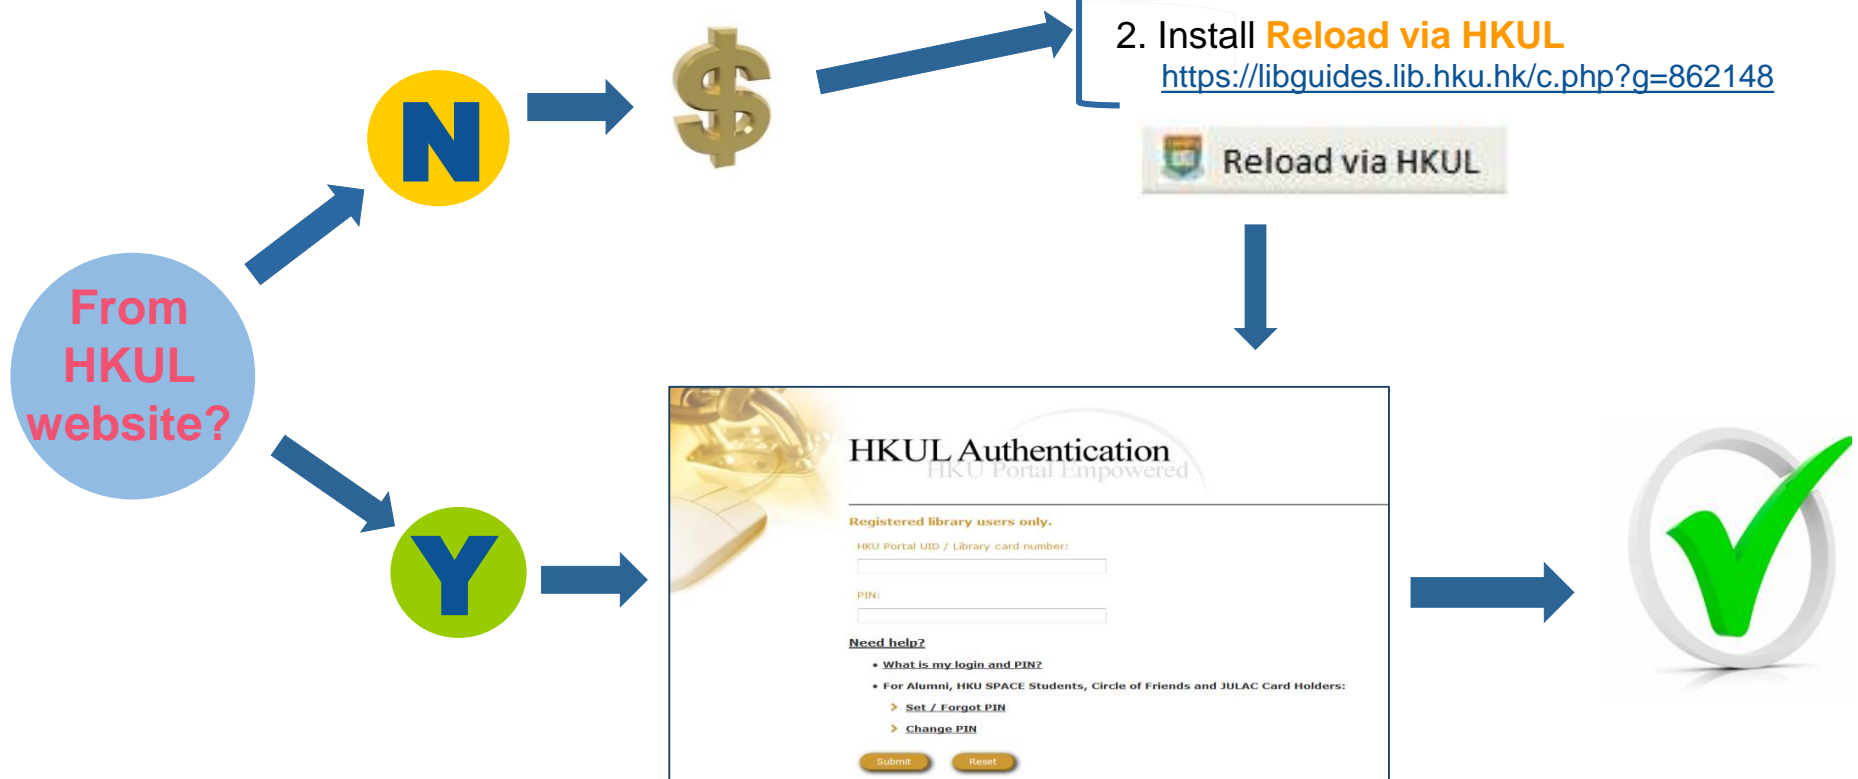 2. Install Reload via HKUL
https://libguides.lib.hku.hk/c.php?g=862148
N
$
Reload via HKUL
From
HKUL
website?
Y
HKUL Authentication
HKU Portal Empowered
Registered library users only.
HKU Portal UID / Library card number:
PIN:
Need help?
• What is my login and PIN?
• For Alumni, HKU SPACE Students, Circle of Friends and JULAC Card Holders:
> Set / Forgot PIN
> Change PIN
Submit Reset